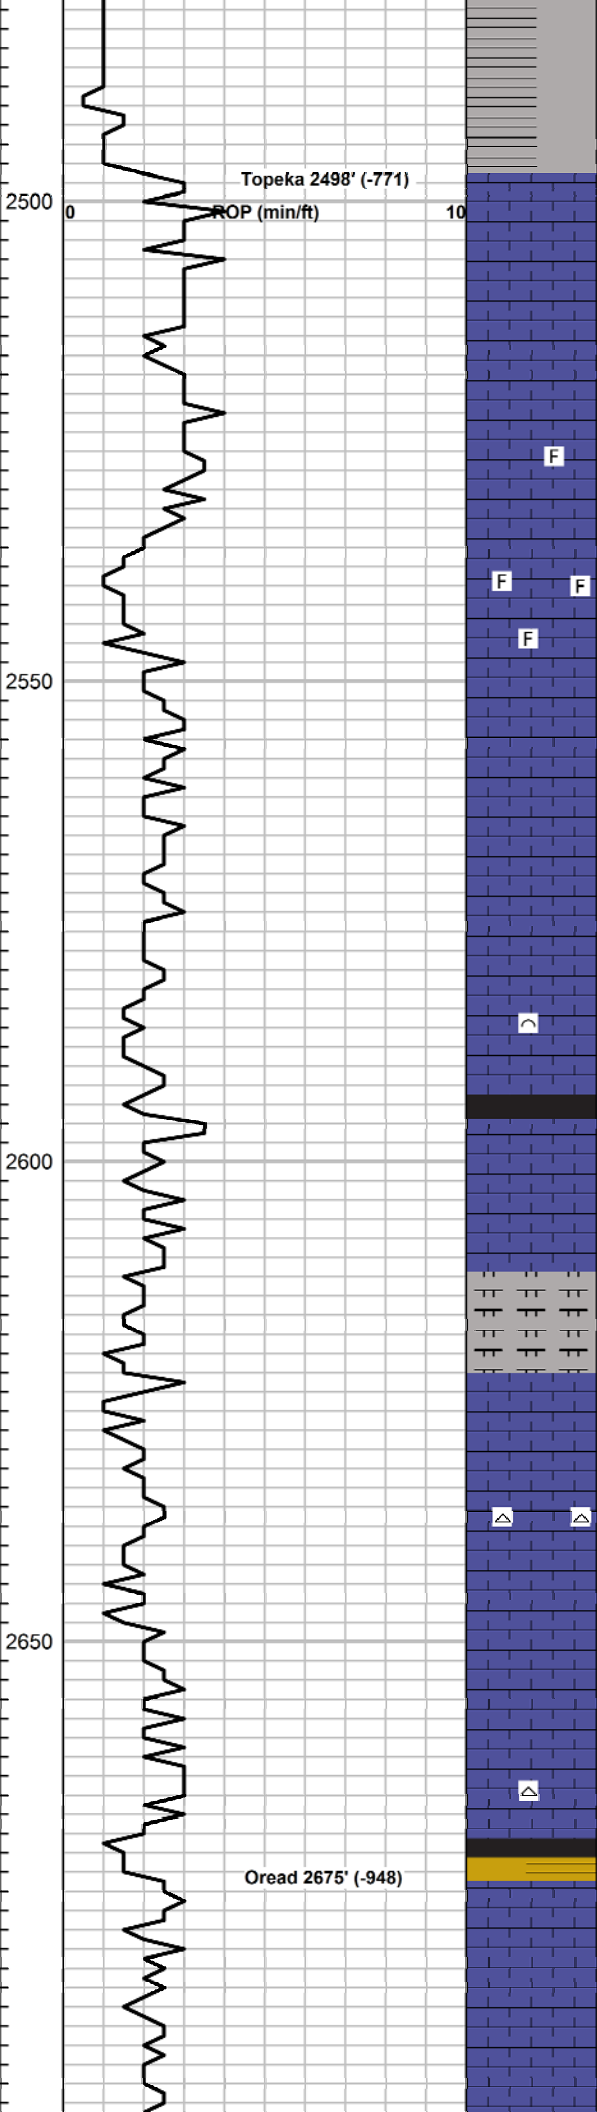 Topeka 2498' (-771)
2500
0 ROP (min/ft) 10
F
F F
F
2550
2600
2650
Oread 2675' (-948)